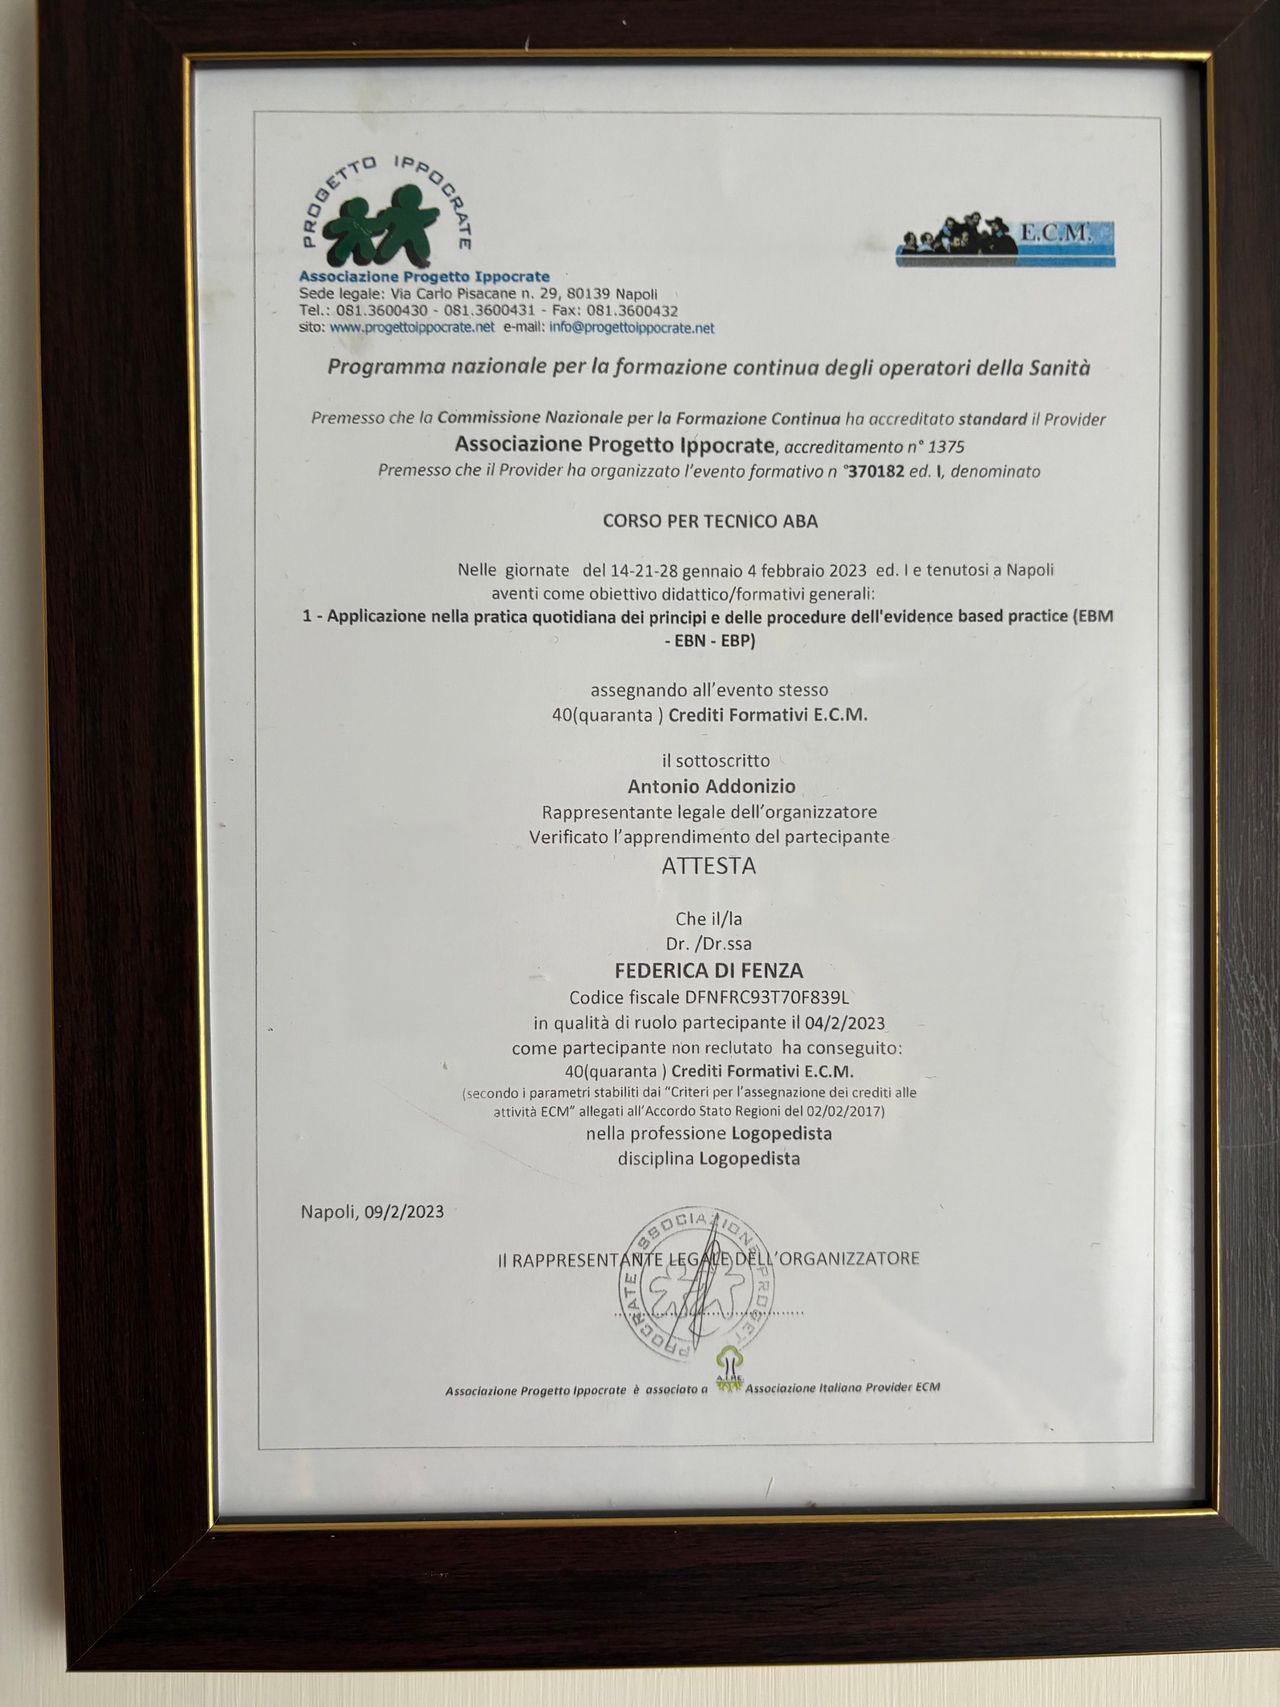 PROGETTO IPPOCRATE
E.C.M.
Associazione Progetto Ippocrate
Sede legale: Via Carlo Pisacane n. 29, 80139 Napoli
Tel.: 081.3600430 - 081.3600431 - Fax: 081.3600432
sito: www.progettoippocrate.net e-mail: info@progettoippocrate.net
Programma nazionale per la formazione continua degli operatori della Sanità
Premesso che la Commissione Nazionale per la Formazione Continua ha accreditato standard il Provider
Associazione Progetto Ippocrate, accreditamento n° 1375
Premesso che il Provider ha organizzato l'evento formativo n °370182 ed. I, denominato
CORSO PER TECNICO ABA
Nelle giornate del 14-21-28 gennaio 4 febbraio 2023 ed. I e tenutosi a Napoli
aventi come obiettivo didattico/formativi generali:
1 - Applicazione nella pratica quotidiana dei principi e delle procedure dell'evidence based practice (EBM
- EBN - EBP)
assegnando all'evento stesso
40(quaranta ) Crediti Formativi E.C.M.
il sottoscritto
Antonio Addonizio
Rappresentante legale dell'organizzatore
Verificato l'apprendimento del partecipante
ATTESTA
Che il/la
Dr. /Dr.ssa
FEDERICA DI FENZA
Codice fiscale DFNFRC93T70F839L
in qualità di ruolo partecipante il 04/2/2023
come partecipante non reclutato ha conseguito:
40(quaranta ) Crediti Formativi E.C.M.
(secondo i parametri stabiliti dai "Criteri per l'assegnazione dei crediti alle
attività ECM" allegati all'Accordo Stato Regioni del 02/02/2017)
nella professione Logopedista
disciplina Logopedista
Napoli, 09/2/2023
Il RAPPRESENTANTE LEGALE DELL'ORGANIZZATORE
ASSOCIAZIONE PROGETTO IPPOCRATE
Associazione Progetto Ippocrate è associato a A.I.P.E. Associazione Italiana Provider ECM